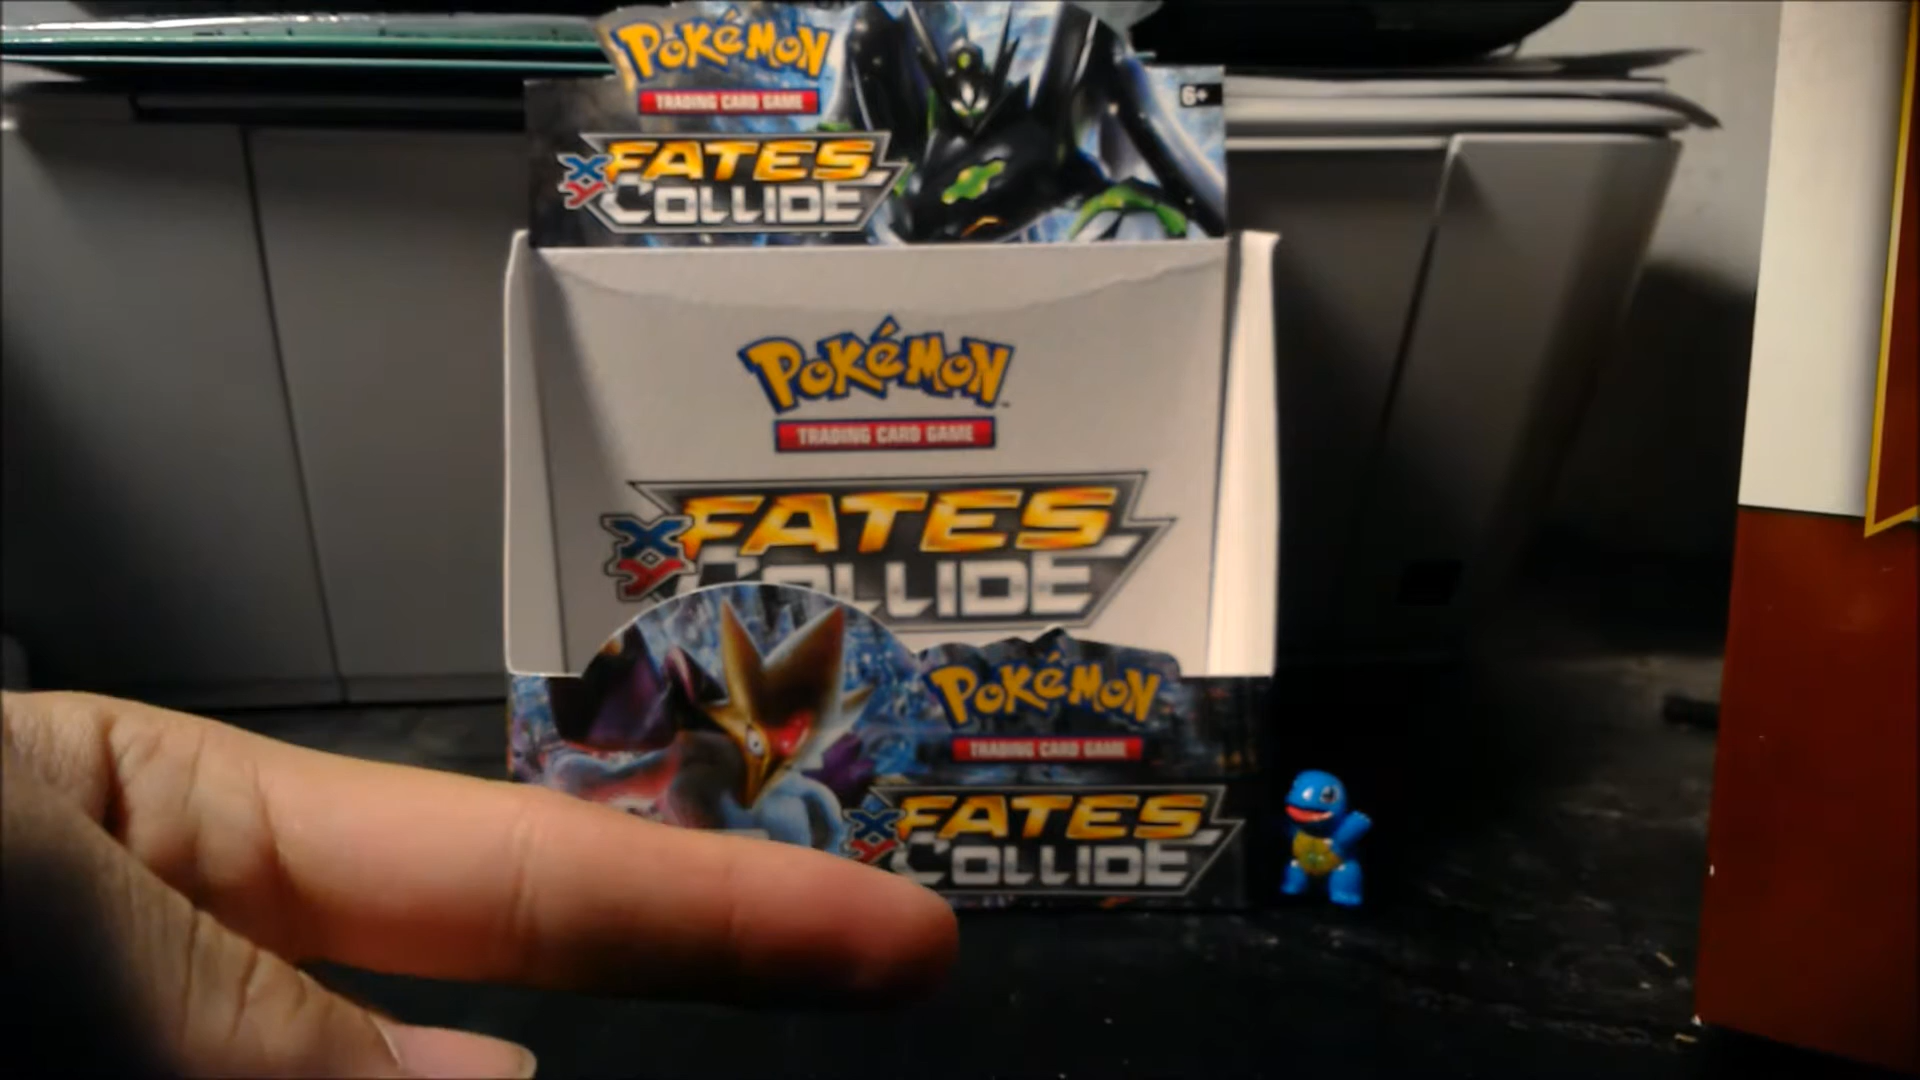 Pokémon
TRADING CARD GAME
6+
XY
FATES
COLLIDE
Pokémon
TRADING CARD GAME
XY
FATES
COLLIDE
Pokémon
TRADING CARD GAME
XY
FATES
COLLIDE